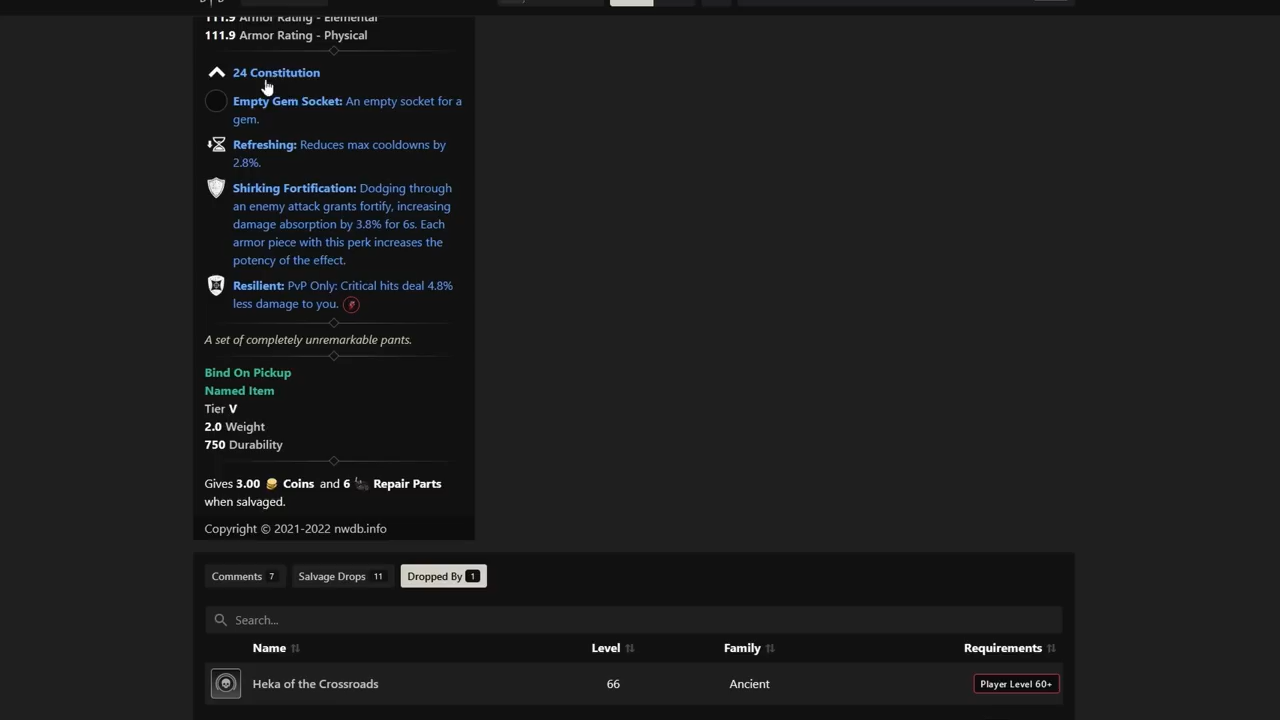 111.9 Armor Rating - Elemental
111.9 Armor Rating - Physical
24 Constitution
Empty Gem Socket: An empty socket for a
gem.
Refreshing: Reduces max cooldowns by
2.8%.
Shirking Fortification: Dodging through
an enemy attack grants fortify, increasing
damage absorption by 3.8% for 6s. Each
armor piece with this perk increases the
potency of the effect.
Resilient: PvP Only: Critical hits deal 4.8%
less damage to you.
A set of completely unremarkable pants.
Bind On Pickup
Named Item
Tier V
2.0 Weight
750 Durability
Gives 3.00 Coins and 6 Repair Parts
when salvaged.
Copyright © 2021-2022 nwdb.info
Comments 7 Salvage Drops 11 Dropped By 1
Search...
Name Level Family Requirements
Heka of the Crossroads 66 Ancient Player Level 60+